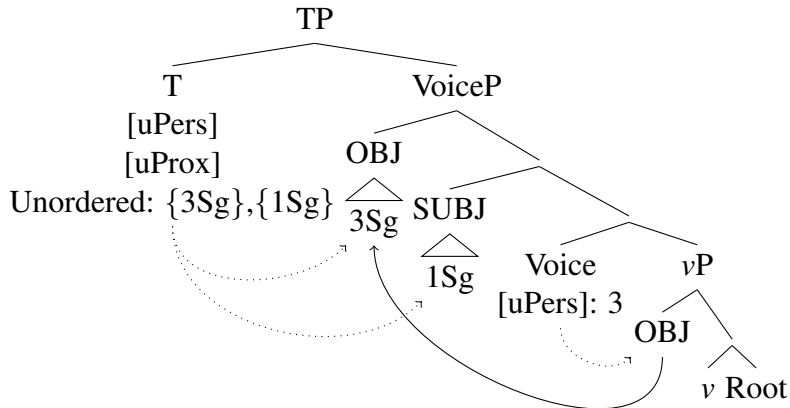 TP
T VoiceP
[uPers]
[uProx] OBJ
Unordered: {3Sg},{1Sg} 3Sg SUBJ
1Sg Voice vP
[uPers]: 3 OBJ
v Root